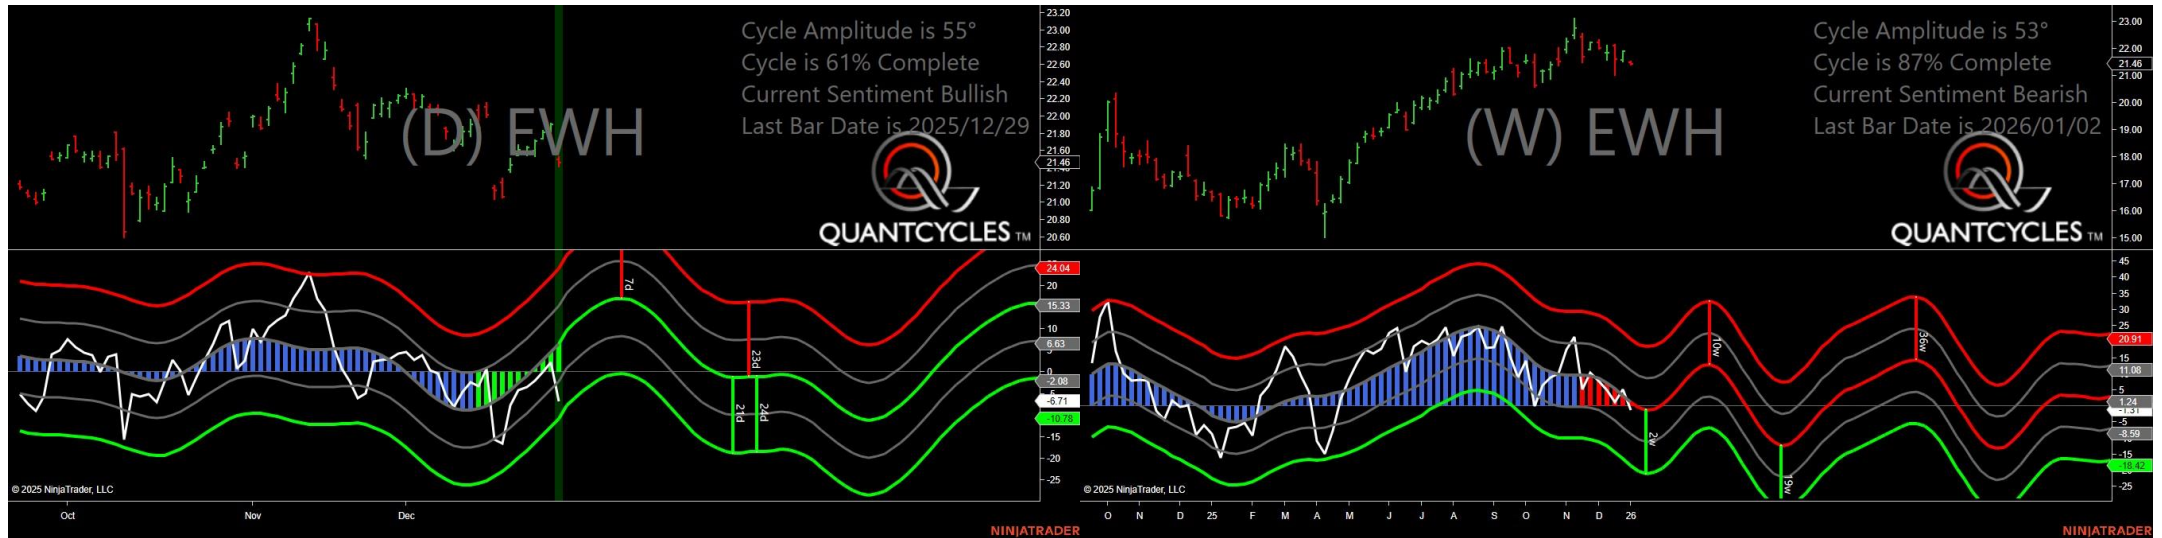 Cycle Amplitude is 55°
Cycle is 61% Complete
Current Sentiment Bullish
Last Bar Date is 2025/12/29
(D) EWH
QUANTCYCLES TM
23.20
23.00
22.80
22.60
22.40
22.20
22.00
21.80
21.60
21.46
21.20
21.00
20.80
20.60
7d
23d
21d
24d
24.04
20
15.33
10
6.63
0
-2.08
-6.71
-10.78
-15
-20
-25
© 2025 NinjaTrader, LLC
Oct Nov Dec
NINJATRADER
Cycle Amplitude is 53°
Cycle is 87% Complete
Current Sentiment Bearish
Last Bar Date is 2026/01/02
(W) EWH
QUANTCYCLES TM
23.00
22.00
21.46
21.00
20.00
19.00
18.00
17.00
16.00
15.00
10w
36w
2w
19w
45
40
35
30
25
20.91
15
11.08
5
1.24
-1.31
-5
-8.59
-15
-18.42
-25
© 2025 NinjaTrader, LLC
O N D 25 F M A M J J A S O N D 26
NINJATRADER